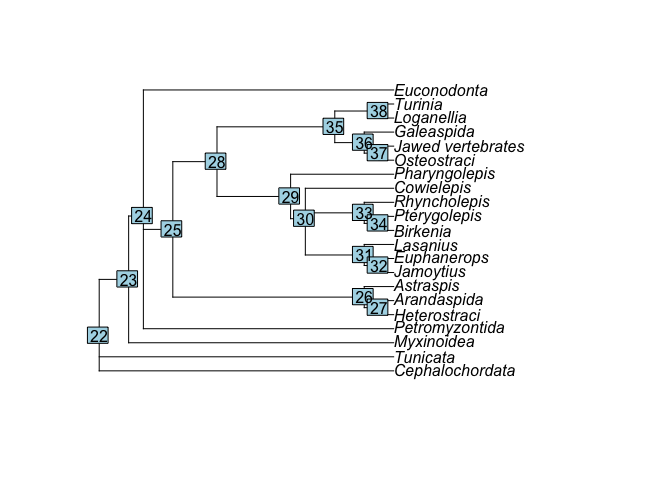 Euconodonta
Turinia
38
Loganellia
35
Galeaspida
36
Jawed vertebrates
37
Osteostraci
28
Pharyngolepis
Cowielepis
29
Rhyncholepis
33
24
Pterygolepis
30
34
25
Birkenia
Lasanius
31
Euphanerops
32
Jamoytius
23
Astraspis
26
Arandaspida
27
Heterostraci
Petromyzontida
22
Myxinoidea
Tunicata
Cephalochordata